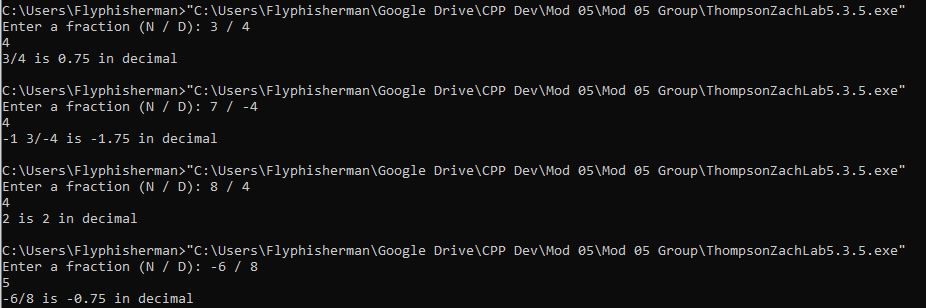 C:\Users\Flyphisherman>"C:\Users\Flyphisherman\Google Drive\CPP Dev\Mod 05\Mod 05 Group\ThompsonZachLab5.3.5.exe"
Enter a fraction (N / D): 3 / 4
4
3/4 is 0.75 in decimal
C:\Users\Flyphisherman>"C:\Users\Flyphisherman\Google Drive\CPP Dev\Mod 05\Mod 05 Group\ThompsonZachLab5.3.5.exe"
Enter a fraction (N / D): 7 / -4
4
-1 3/-4 is -1.75 in decimal
C:\Users\Flyphisherman>"C:\Users\Flyphisherman\Google Drive\CPP Dev\Mod 05\Mod 05 Group\ThompsonZachLab5.3.5.exe"
Enter a fraction (N / D): 8 / 4
4
2 is 2 in decimal
C:\Users\Flyphisherman>"C:\Users\Flyphisherman\Google Drive\CPP Dev\Mod 05\Mod 05 Group\ThompsonZachLab5.3.5.exe"
Enter a fraction (N / D): -6 / 8
5
-6/8 is -0.75 in decimal